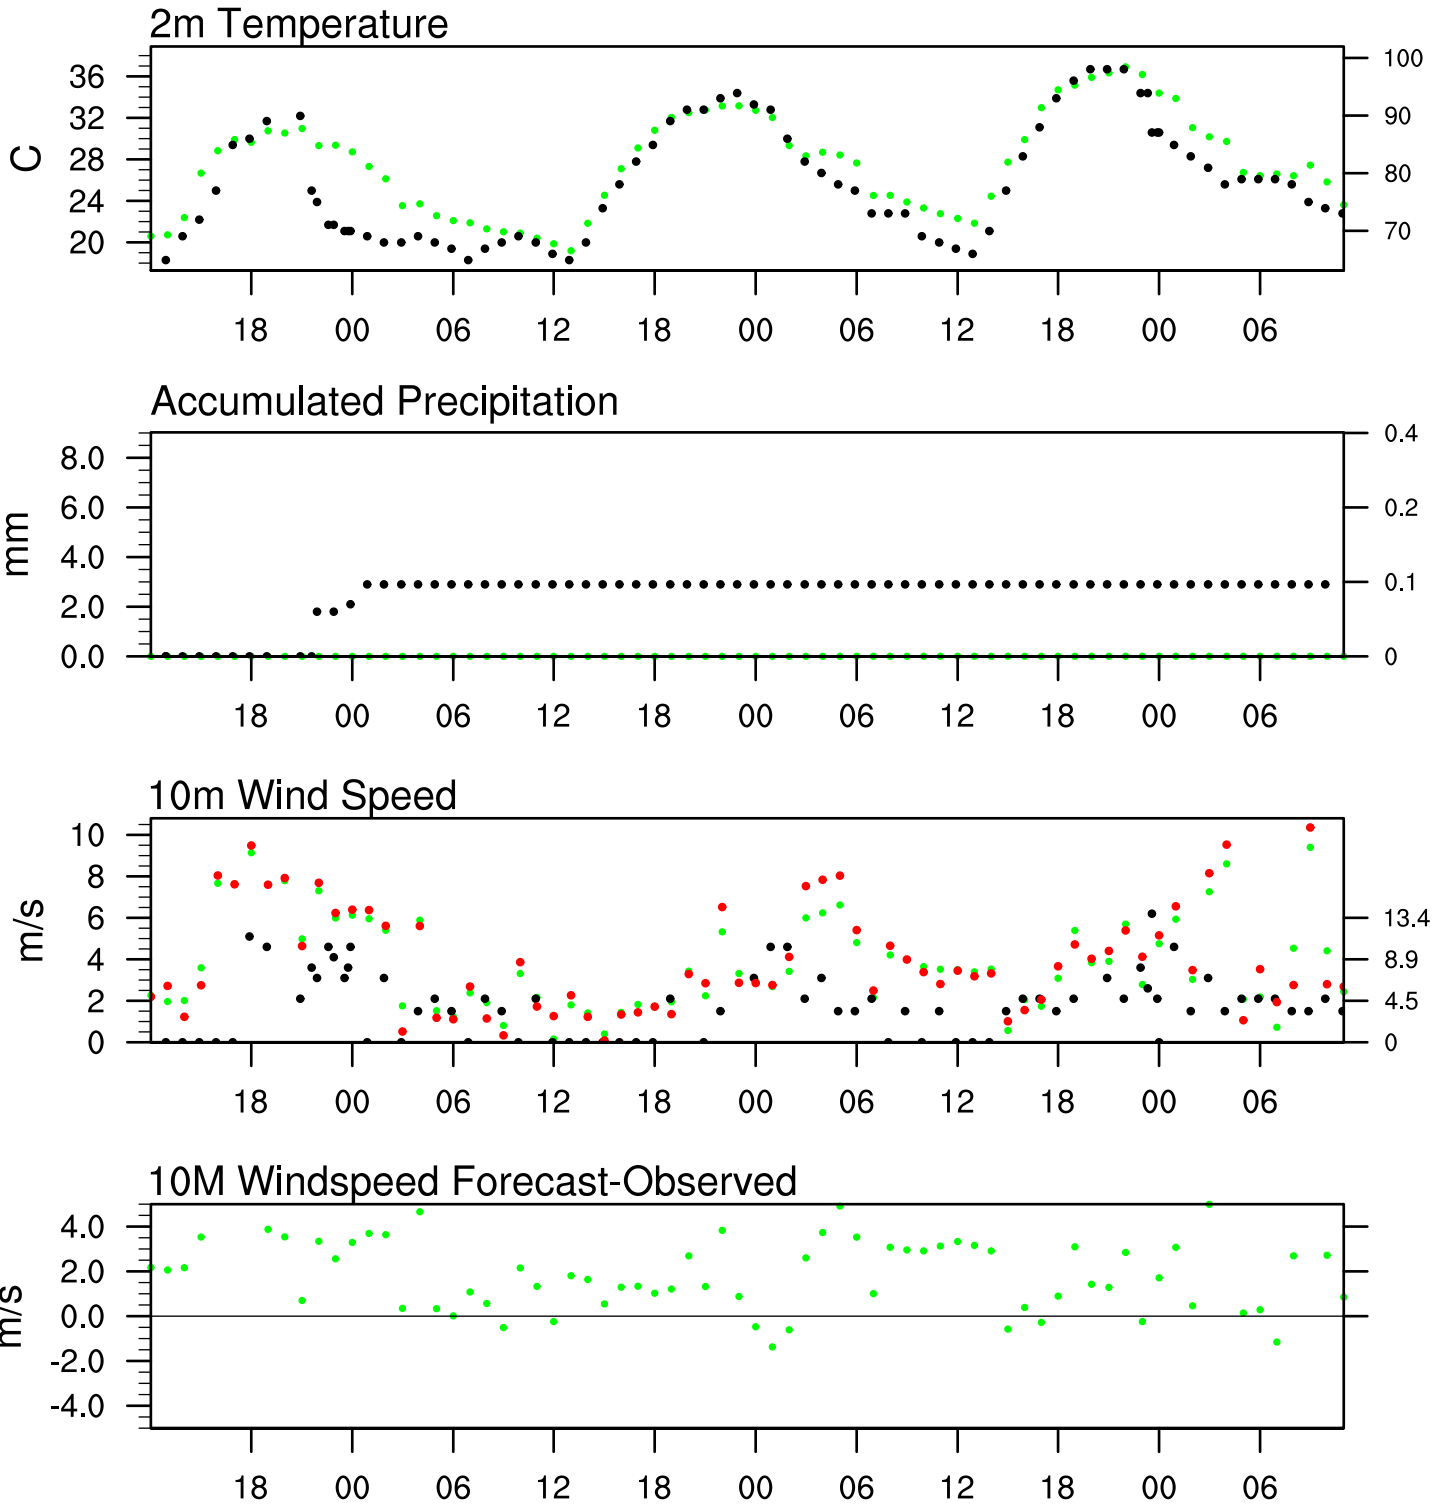 2m Temperature
C
36
32
28
24
20
100
90
80
70
18 00 06 12 18 00 06 12 18 00 06
Accumulated Precipitation
mm
8.0
6.0
4.0
2.0
0.0
0.4
0.2
0.1
0
18 00 06 12 18 00 06 12 18 00 06
10m Wind Speed
m/s
10
8
6
4
2
0
13.4
8.9
4.5
0
18 00 06 12 18 00 06 12 18 00 06
10M Windspeed Forecast-Observed
m/s
4.0
2.0
0.0
-2.0
-4.0
18 00 06 12 18 00 06 12 18 00 06